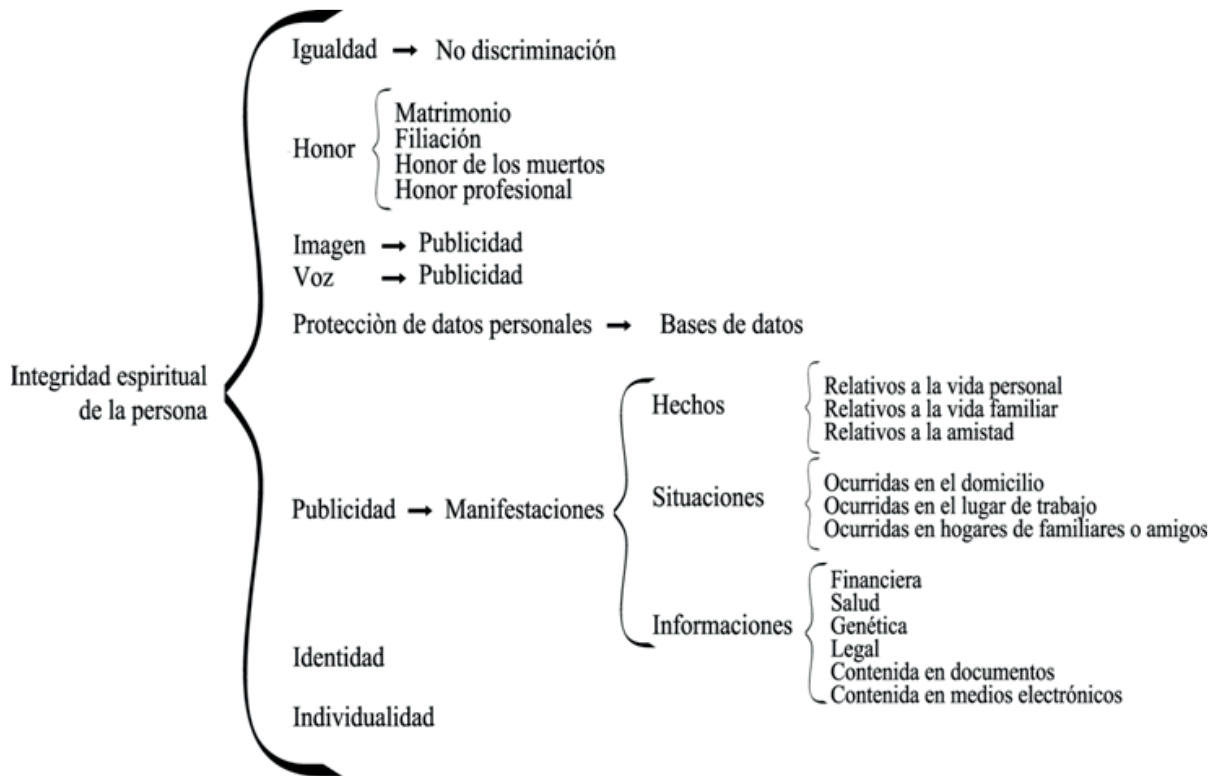 Igualdad → No discriminación
Honor
Matrimonio
Filiación
Honor de los muertos
Honor profesional
Imagen → Publicidad
Voz → Publicidad
Protecciòn de datos personales → Bases de datos
Integridad espiritual
de la persona
Publicidad → Manifestaciones
Hechos
Relativos a la vida personal
Relativos a la vida familiar
Relativos a la amistad
Situaciones
Ocurridas en el domicilio
Ocurridas en el lugar de trabajo
Ocurridas en hogares de familiares o amigos
Informaciones
Financiera
Salud
Genética
Legal
Contenida en documentos
Contenida en medios electrónicos
Identidad
Individualidad